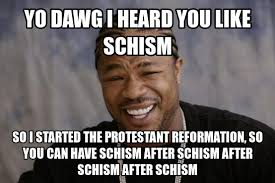 YO DAWG I HEARD YOU LIKE
SCHISM
SO I STARTED THE PROTESTANT REFORMATION, SO
YOU CAN HAVE SCHISM AFTER SCHISM AFTER
SCHISM AFTER SCHISM